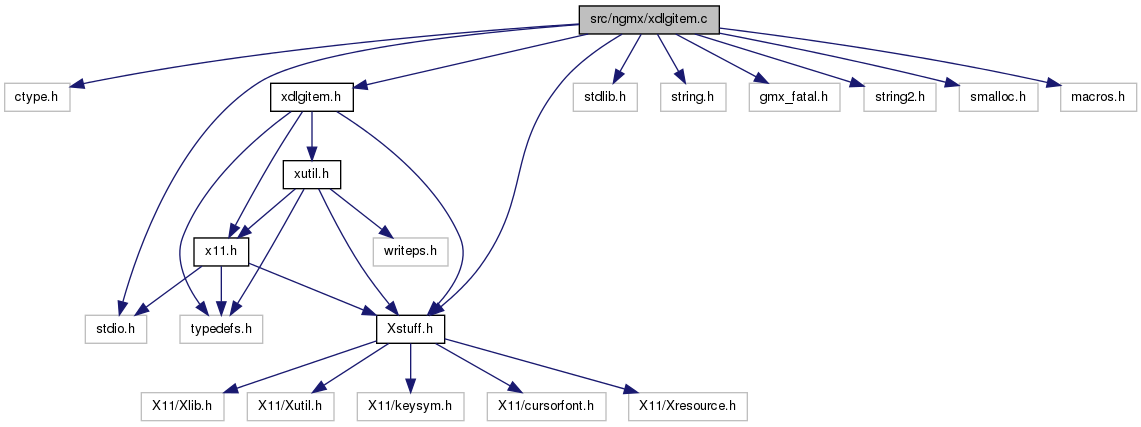 src/ngmx/xdlgitem.c
ctype.h
xdlgitem.h
stdlib.h
string.h
gmx_fatal.h
string2.h
smalloc.h
macros.h
xutil.h
x11.h
writeps.h
stdio.h
typedefs.h
Xstuff.h
X11/Xlib.h
X11/Xutil.h
X11/keysym.h
X11/cursorfont.h
X11/Xresource.h